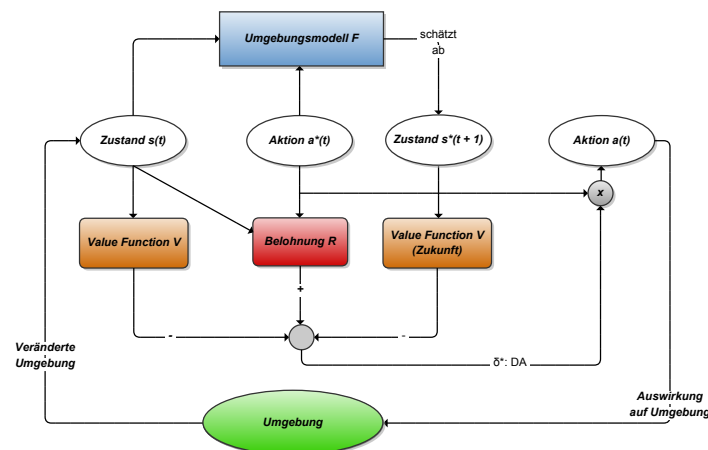 Umgebungsmodell F
schätzt
ab
Zustand s(t)
Aktion a*(t)
Zustand s*(t + 1)
Aktion a(t)
x
Value Function V
Belohnung R
Value Function V
(Zukunft)
+
-
-
Veränderte
Umgebung
δ*: DA
Auswirkung
auf Umgebung
Umgebung